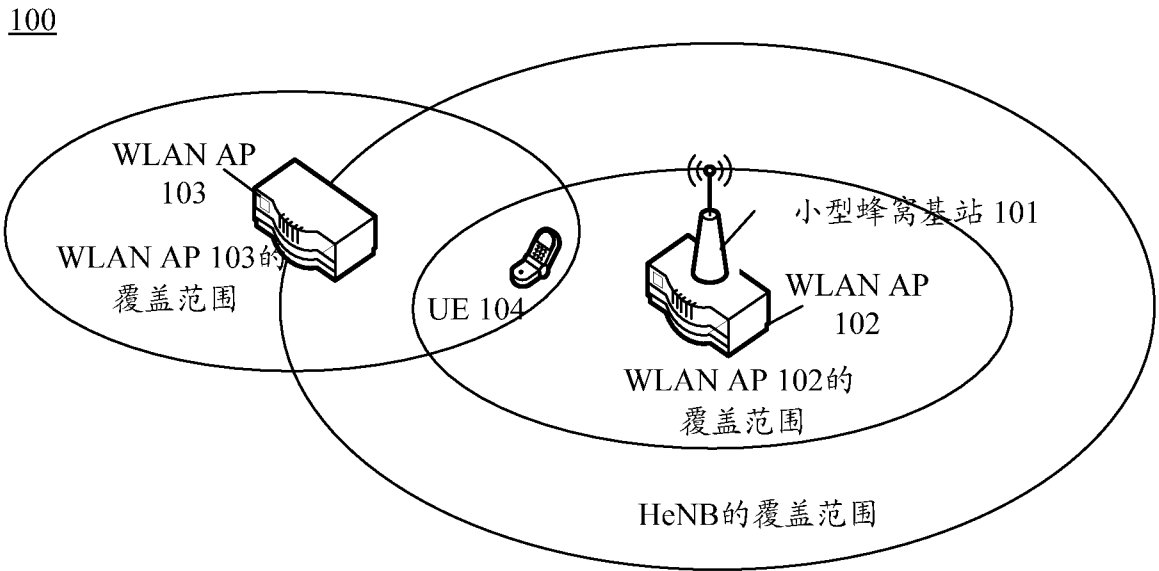 100
WLAN AP
103
WLAN AP 103的
覆盖范围
UE 104
小型蜂窝基站 101
WLAN AP
102
WLAN AP 102的
覆盖范围
HeNB的覆盖范围